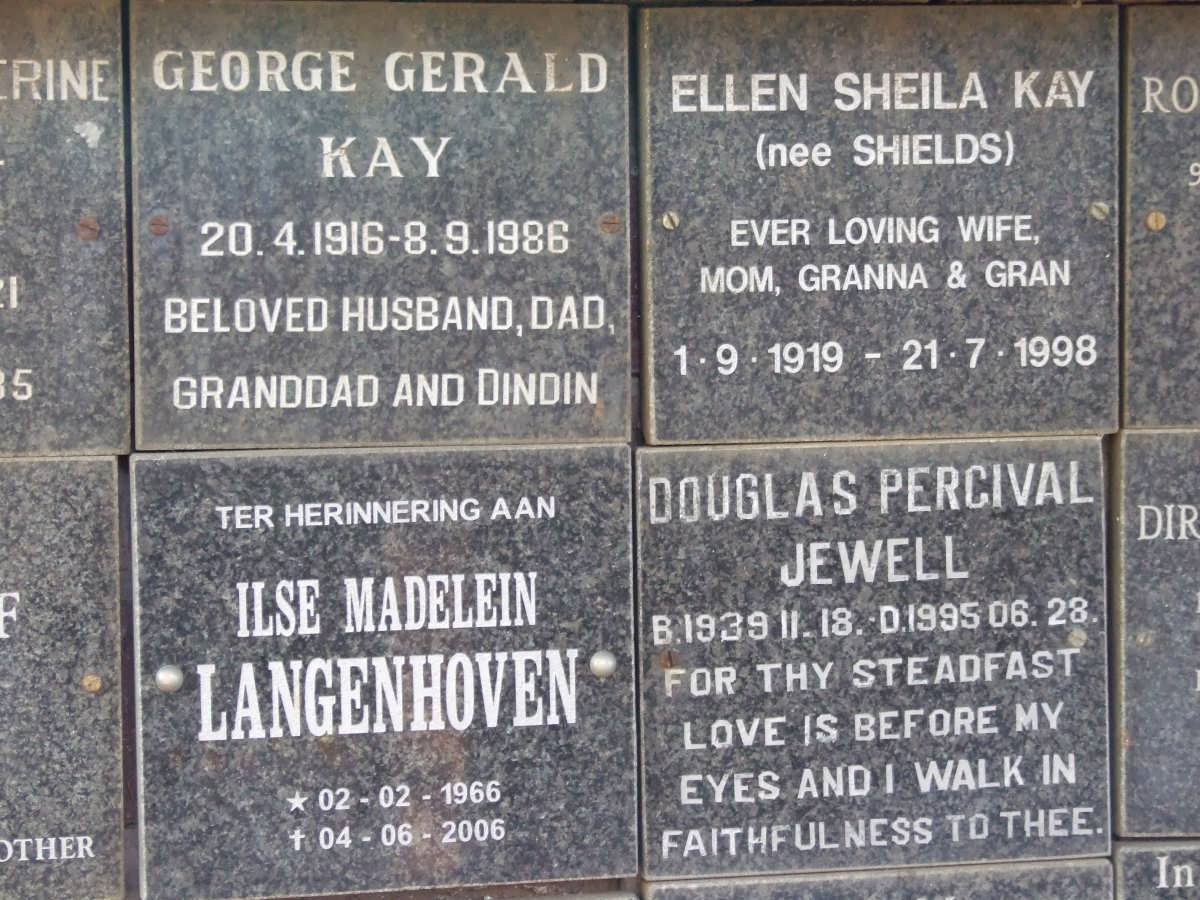 GEORGE GERALD
KAY
20.4.1916-8.9.1986
BELOVED HUSBAND, DAD,
GRANDDAD AND DINDIN
ELLEN SHEILA KAY
(nee SHIELDS)
EVER LOVING WIFE,
MOM, GRANNA & GRAN
1·9·1919 - 21·7·1998
TER HERINNERING AAN
ILSE MADELEIN
LANGENHOVEN
★ 02 - 02 - 1966
✝ 04 - 06 - 2006
DOUGLAS PERCIVAL
JEWELL
B.1939 11. 18. D.1995 06. 28.
FOR THY STEADFAST
LOVE IS BEFORE MY
EYES AND I WALK IN
FAITHFULNESS TO THEE.
In